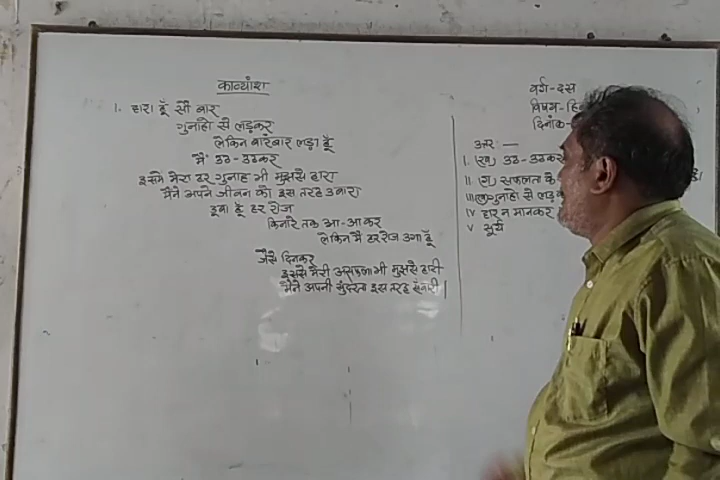 काव्यांश
1. हारा हूँ सौ बार
गुनाहों से लड़कर
लेकिन बारंबार लड़ा हूँ
मैं उठ-उठकर
इससे मेरा हर गुनाह भी मुझसे हारा
मैंने अपने जीवन को इस तरह उबारा
डूबा हूँ हर रोज
किनारे तक आ-आकर
लेकिन मैं हर रोज उगा हूँ
जैसे दिनकर
इससे मेरी असफलता भी मुझसे हारी
मैंने अपनी सुंदरता इस तरह सँवारी।
वर्ग-दस
विषय-हि
दिनांक-
उत्तर:—
I. (ख) उठ-उठकर
II (ग) सफलता के
III गुनाहों से लड़
IV हार न मानकर
V सूर्य